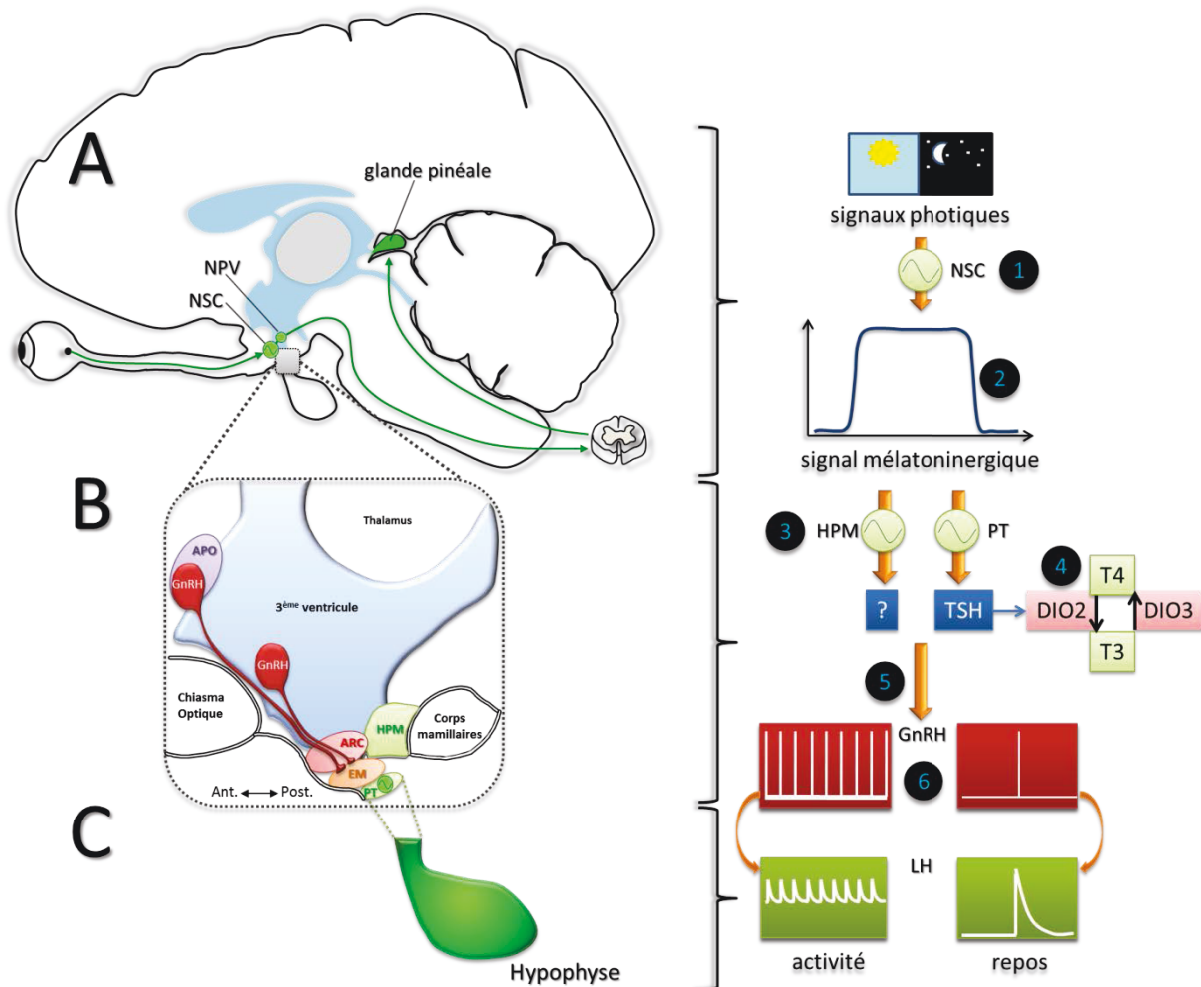 A
glande pinéale
NPV
NSC
B
Thalamus
APO
GnRH
3ème ventricule
GnRH
Chiasma
Optique
HPM
Corps
mamillaires
ARC
EM
PT
Ant.
Post.
C
Hypophyse
signaux photiques
NSC
1
2
signal mélatoninergique
3
HPM
PT
4
T4
?
TSH
DIO2
DIO3
T3
5
GnRH
6
LH
activité
repos